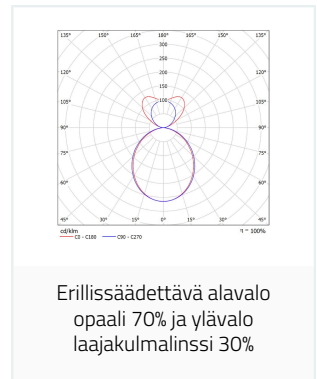 135° 150° 165° 180° 165° 150° 135°
300
120° 250 120°
200
150
105° 100 105°
90° 90°
75° 75°
60° 60°
45° 30° 15° 0° 15° 30° 45°
cd/klm η = 100%
C0 - C180 C90 - C270
Erillissäädettävä alavalo
opaali 70% ja ylävalo
laajakulmalinssi 30%